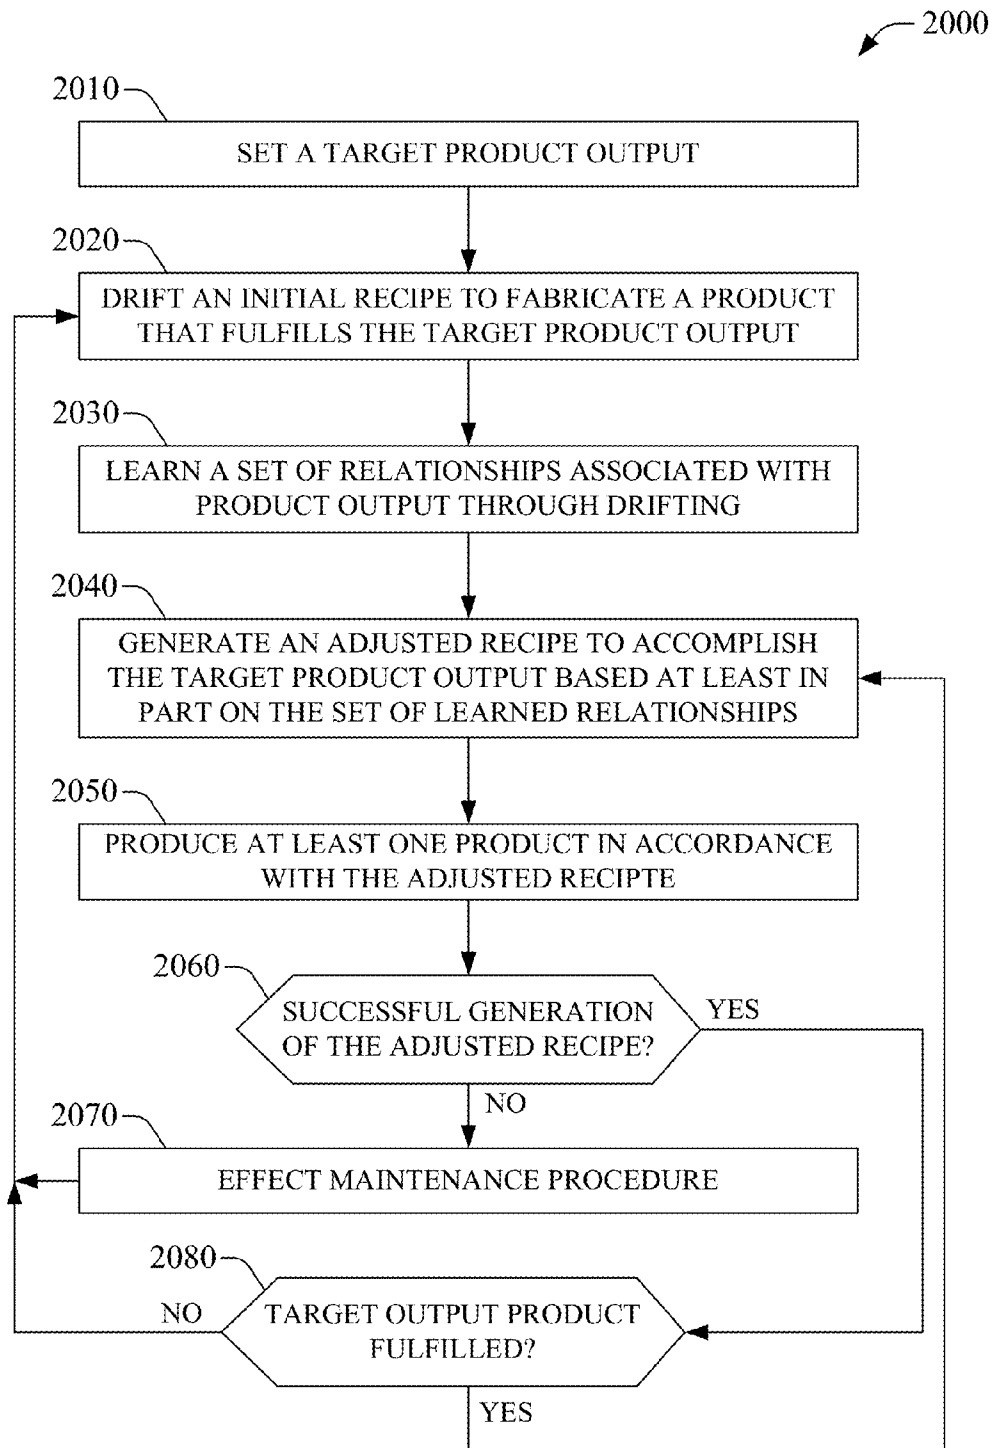 2000
2010
SET A TARGET PRODUCT OUTPUT
2020
DRIFT AN INITIAL RECIPE TO FABRICATE A PRODUCT
THAT FULFILLS THE TARGET PRODUCT OUTPUT
2030
LEARN A SET OF RELATIONSHIPS ASSOCIATED WITH
PRODUCT OUTPUT THROUGH DRIFTING
2040
GENERATE AN ADJUSTED RECIPE TO ACCOMPLISH
THE TARGET PRODUCT OUTPUT BASED AT LEAST IN
PART ON THE SET OF LEARNED RELATIONSHIPS
2050
PRODUCE AT LEAST ONE PRODUCT IN ACCORDANCE
WITH THE ADJUSTED RECIPTE
2060
SUCCESSFUL GENERATION
OF THE ADJUSTED RECIPE?
YES
NO
2070
EFFECT MAINTENANCE PROCEDURE
2080
TARGET OUTPUT PRODUCT
FULFILLED?
NO
YES